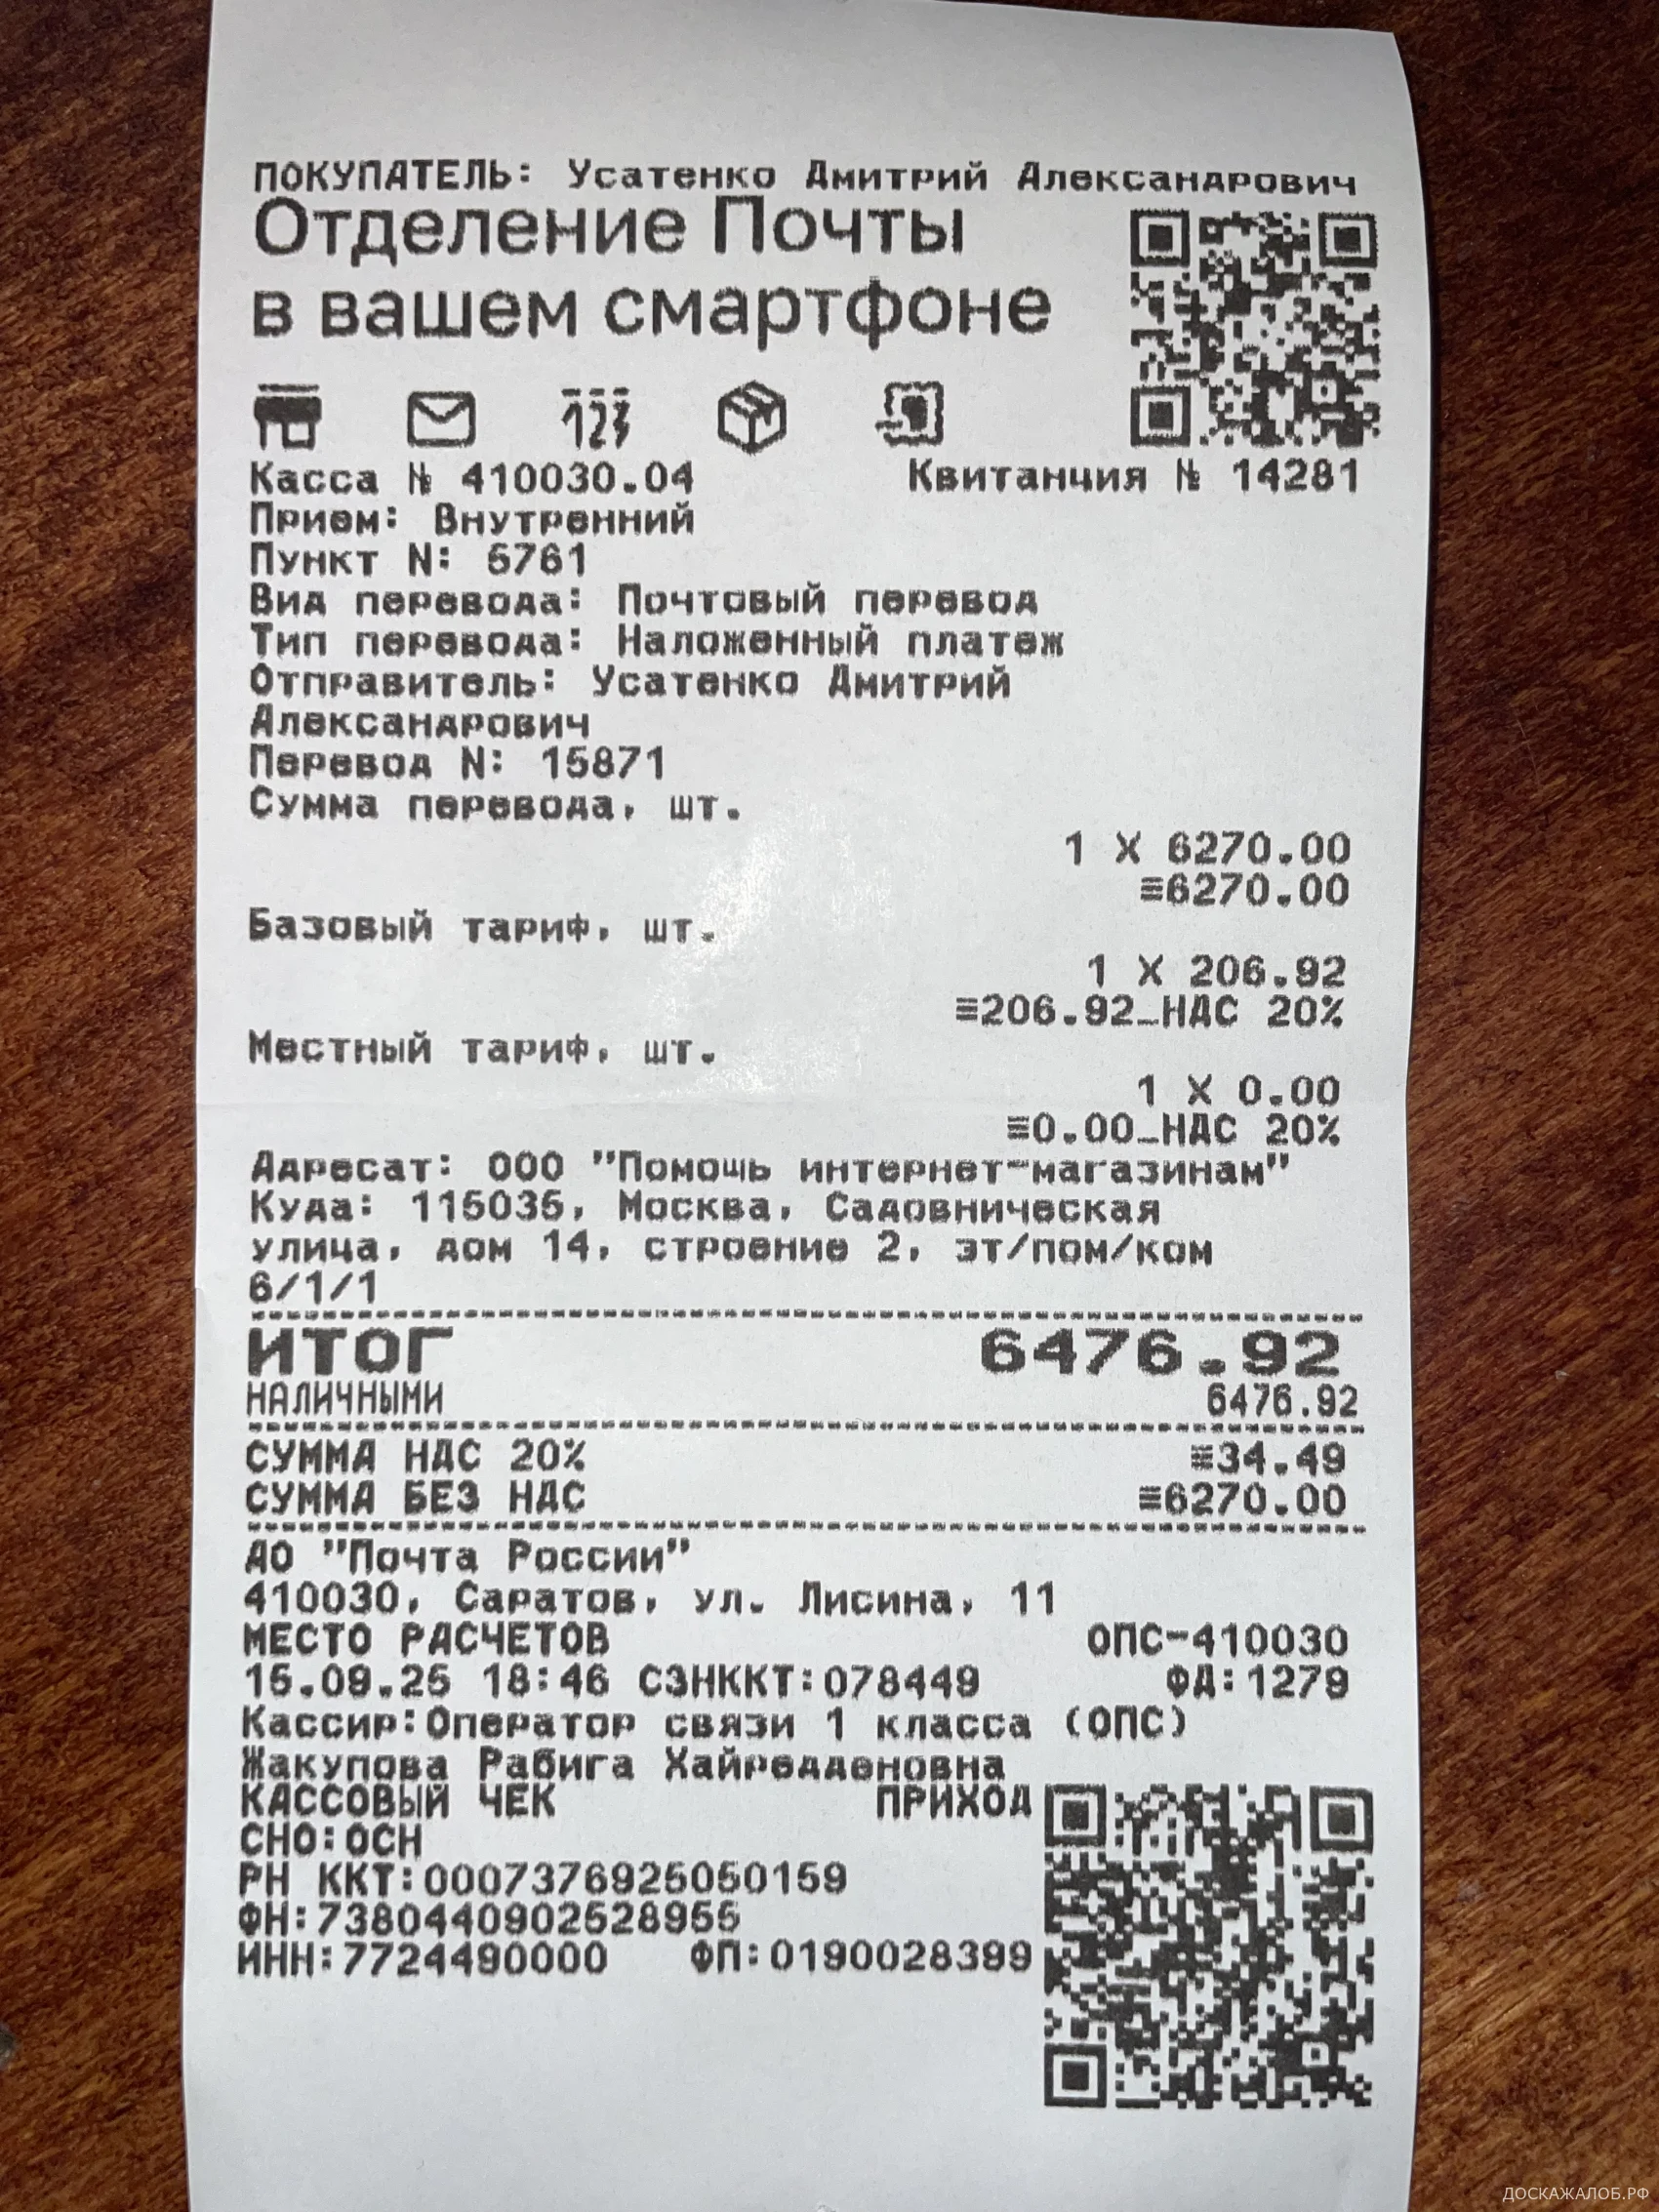 ПОКУПАТЕЛЬ: Усатенко Дмитрий Александрович
Отделение Почты
в вашем смартфоне
123
Касса № 410030.04 Квитанция № 14281
Прием: Внутренний
Пункт N: 5761
Вид перевода: Почтовый перевод
Тип перевода: Наложенный платеж
Отправитель: Усатенко Дмитрий
Александрович
Перевод N: 15871
Сумма перевода, шт.
1 X 6270.00
≡6270.00
Базовый тариф, шт.
1 X 206.92
≡206.92_НДС 20%
Местный тариф, шт.
1 X 0.00
≡0.00_НДС 20%
Адресат: ООО "Помощь интернет-магазинам"
Куда: 115035, Москва, Садовническая
улица, дом 14, строение 2, эт/пом/ком
6/1/1
ИТОГ 6476.92
НАЛИЧНЫМИ 6476.92
СУММА НДС 20% ≡34.49
СУММА БЕЗ НДС ≡6270.00
АО "Почта России"
410030, Саратов, ул. Лисина, 11
МЕСТО РАСЧЕТОВ ОПС-410030
15.09.25 18:46 СЗНККТ:078449 ФД:1279
Кассир:Оператор связи 1 класса (ОПС)
Жакупова Рабига Хайредденовна
КАССОВЫЙ ЧЕК ПРИХОД
СНО:ОСН
РН ККТ:0007376925050159
ФН:7380440902528955
ИНН:7724490000 ФП:0190028399
ДОСКАЖАЛОБ.РФ